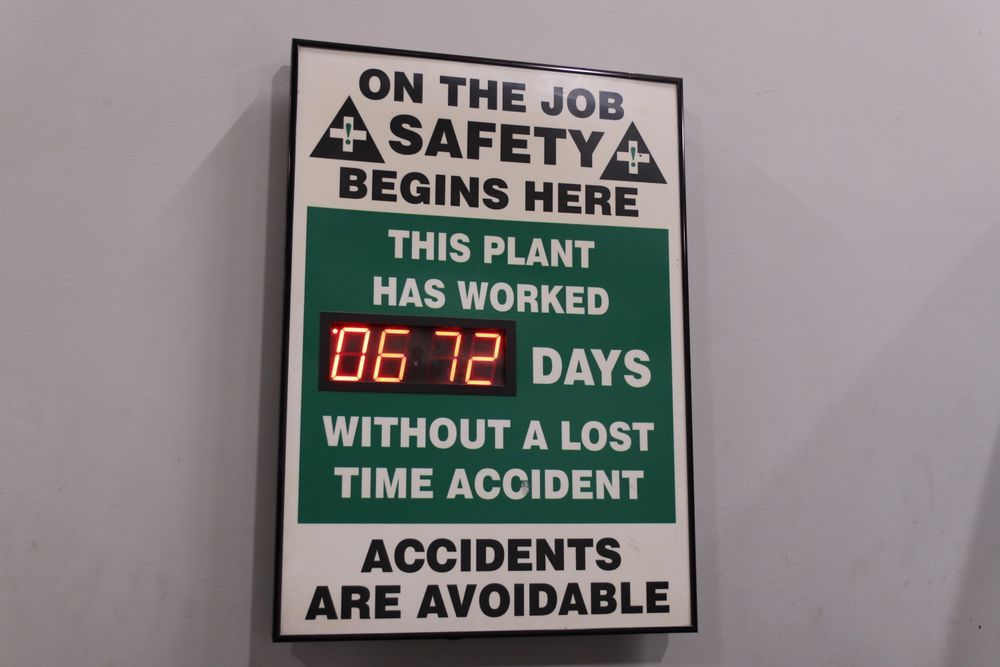 ON THE JOB
SAFETY
BEGINS HERE
THIS PLANT
HAS WORKED
0672 DAYS
WITHOUT A LOST
TIME ACCIDENT
ACCIDENTS
ARE AVOIDABLE